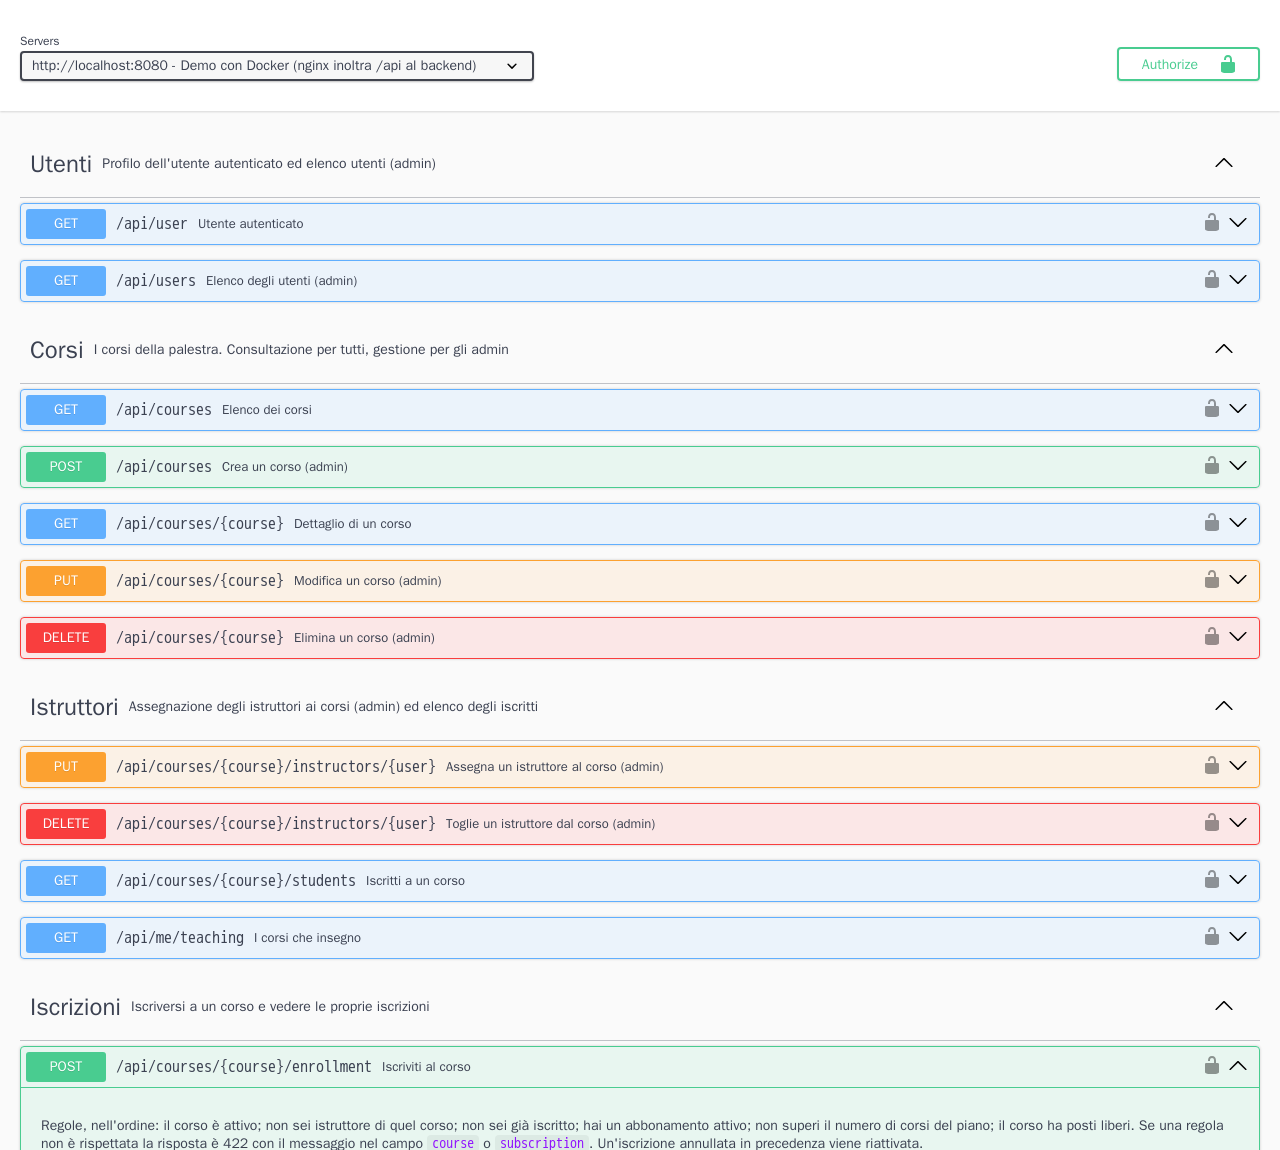 Servers
http://localhost:8080 - Demo con Docker (nginx inoltra /api al backend)
Authorize
Utenti Profilo dell'utente autenticato ed elenco utenti (admin)
GET /api/user Utente autenticato
GET /api/users Elenco degli utenti (admin)
Corsi I corsi della palestra. Consultazione per tutti, gestione per gli admin
GET /api/courses Elenco dei corsi
POST /api/courses Crea un corso (admin)
GET /api/courses/{course} Dettaglio di un corso
PUT /api/courses/{course} Modifica un corso (admin)
DELETE /api/courses/{course} Elimina un corso (admin)
Istruttori Assegnazione degli istruttori ai corsi (admin) ed elenco degli iscritti
PUT /api/courses/{course}/instructors/{user} Assegna un istruttore al corso (admin)
DELETE /api/courses/{course}/instructors/{user} Toglie un istruttore dal corso (admin)
GET /api/courses/{course}/students Iscritti a un corso
GET /api/me/teaching I corsi che insegno
Iscrizioni Iscriversi a un corso e vedere le proprie iscrizioni
POST /api/courses/{course}/enrollment Iscriviti al corso
Regole, nell'ordine: il corso è attivo; non sei istruttore di quel corso; non sei già iscritto; hai un abbonamento attivo; non superi il numero di corsi del piano; il corso ha posti liberi. Se una regola
non è rispettata la risposta è 422 con il messaggio nel campo course o subscription. Un'iscrizione annullata in precedenza viene riattivata.